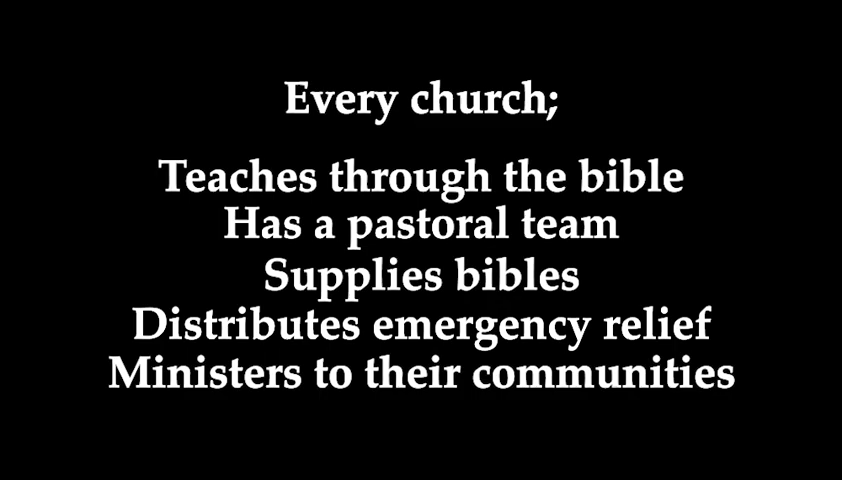 Every church;
Teaches through the bible
Has a pastoral team
Supplies bibles
Distributes emergency relief
Ministers to their communities